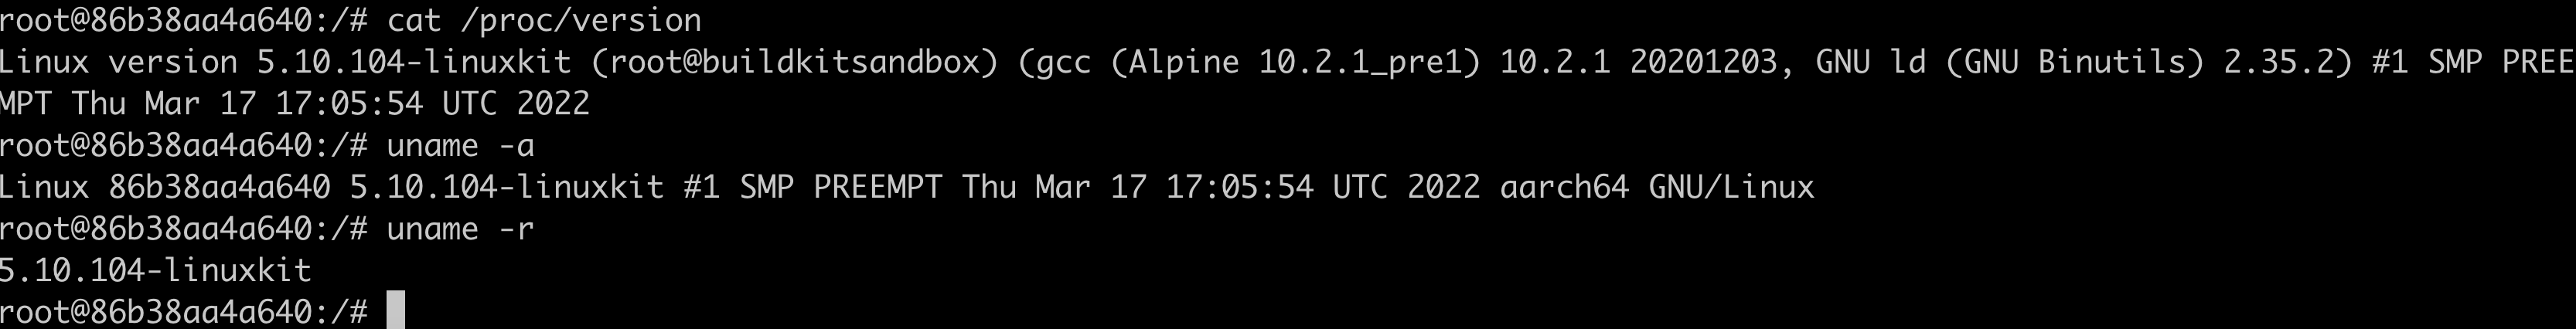 root@86b38aa4a640:/# cat /proc/version
Linux version 5.10.104-linuxkit (root@buildkitsandbox) (gcc (Alpine 10.2.1_pre1) 10.2.1 20201203, GNU ld (GNU Binutils) 2.35.2) #1 SMP PREE
MPT Thu Mar 17 17:05:54 UTC 2022
root@86b38aa4a640:/# uname -a
Linux 86b38aa4a640 5.10.104-linuxkit #1 SMP PREEMPT Thu Mar 17 17:05:54 UTC 2022 aarch64 GNU/Linux
root@86b38aa4a640:/# uname -r
5.10.104-linuxkit
root@86b38aa4a640:/#